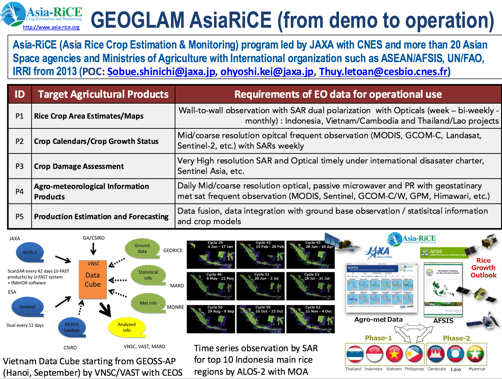 Asia-RiCE
http://www.asia-rice.org
GEOGLAM AsiaRiCE (from demo to operation)
Asia-RiCE (Asia Rice Crop Estimation & Monitoring) program led by JAXA with CNES and more than 20 Asian
Space agencies and Ministries of Agriculture with International organization such as ASEAN/AFSIS, UN/FAO,
IRRI from 2013 (POC: Sobue.shinichi@jaxa.jp, ohyoshi.kei@jaxa.jp, Thuy.letoan@cesbio.cnes.fr)
ID Target Agricultural Products Requirements of EO data for operational use
P1 Rice Crop Area Estimates/Maps Wall-to-wall observation with SAR dual polarization with Opticals (week – bi-weekly -
monthly) : Indonesia, Vietnam/Cambodia and Thailand/Lao projects
P2 Crop Calendars/Crop Growth Status Mid/coarse resolution opitcal frequent observation (MODIS, GCOM-C, Landasat,
Sentinel-2, etc.) with SARs weekly
P3 Crop Damage Assessment Very High resolution SAR and Optical timely under international disaster charter,
Sentinel Asia, etc.
P4 Agro-meteorological Information
Products
Daily Mid/coarse resolution optical, passive microwaver and PR with geostatinary
met sat frequent observation (MODIS, Sentinel, GCOM-C/W, GPM, Himawari, etc.)
P5 Production Estimation and Forecasting Data fusion, data integration with ground base observation / statisitcal information
and crop models
JAXA
ALOS-2
ScanSAR every 42 days (β-FAST
products) by β-FAST system
+ INAHOR software
ESA
Sentinel
Dual every 12 days
CSIRO
GA/CSIRO
VNSC
Data
Cube
Ground
data
GEORICE
Statistical
info
MARD
Met info
MONRE
Analyzed
info
VNSC, VAST, MARD
Vietnam Data Cube starting from GEOSS-AP
(Hanoi, September) by VNSC/VAST with CEOS
Time series observation by SAR
for top 10 Indonesia main rice
regions by ALOS-2 with MOA
JAXA
Asia-RiCE
AFSIS
Rice
Growth
Outlook
Agro-met Data
AFSIS
Phase-1
Phase-2
Thailand Indonesia Vietnam Philippines Cambodia Laos Myanmar